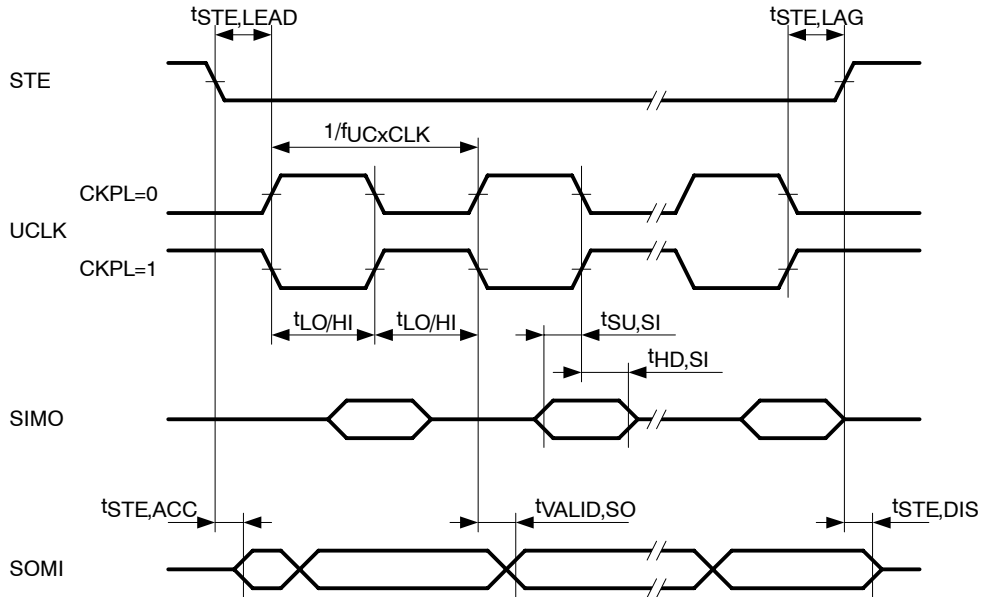 tSTE,LEAD
tSTE,LAG
STE
1/fUCxCLK
CKPL=0
UCLK
CKPL=1
tLO/HI
tLO/HI
tSU,SI
tHD,SI
SIMO
tSTE,ACC
tVALID,SO
tSTE,DIS
SOMI